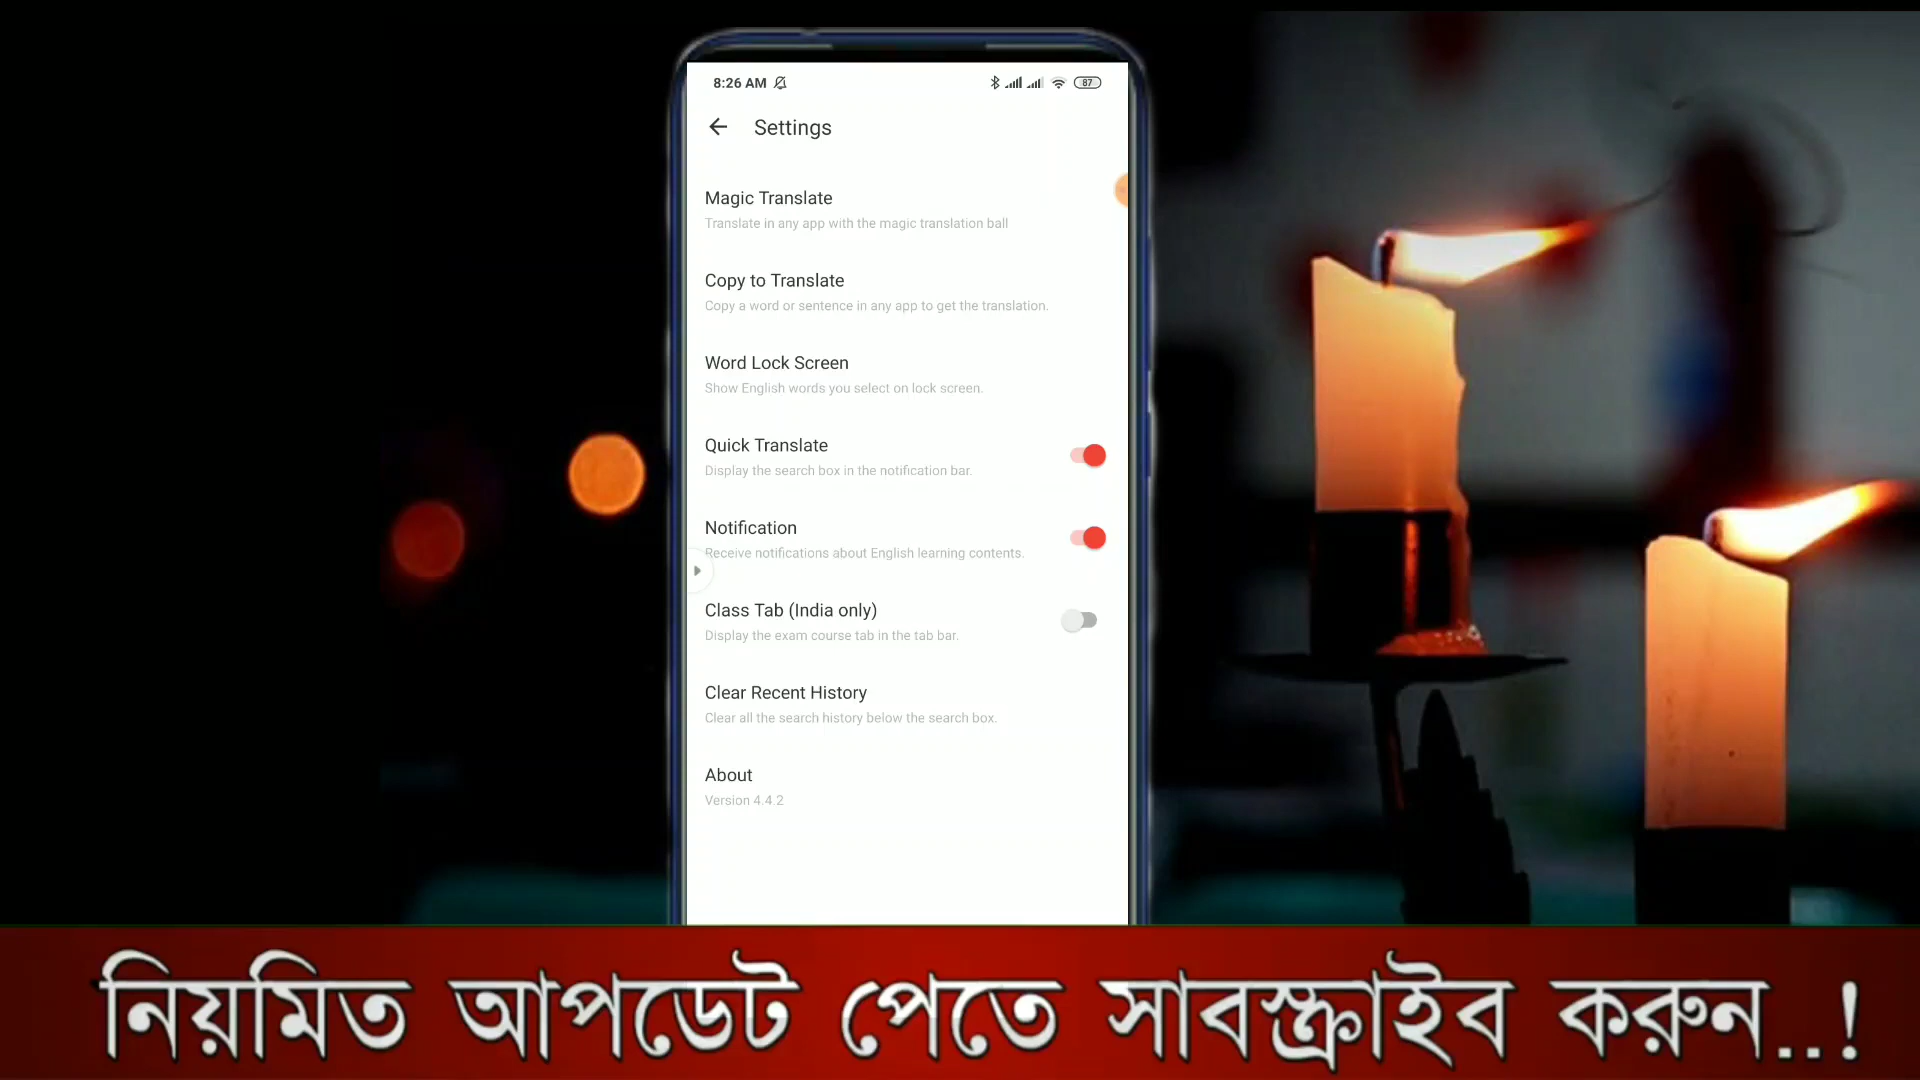 8:26 AM
87
Settings
Magic Translate
Translate in any app with the magic translation ball
Copy to Translate
Copy a word or sentence in any app to get the translation.
Word Lock Screen
Show English words you select on lock screen.
Quick Translate
Display the search box in the notification bar.
Notification
Receive notifications about English learning contents.
Class Tab (India only)
Display the exam course tab in the tab bar.
Clear Recent History
Clear all the search history below the search box.
About
Version 4.4.2
নিয়মিত আপডেট পেতে সাবস্ক্রাইব করুন..!